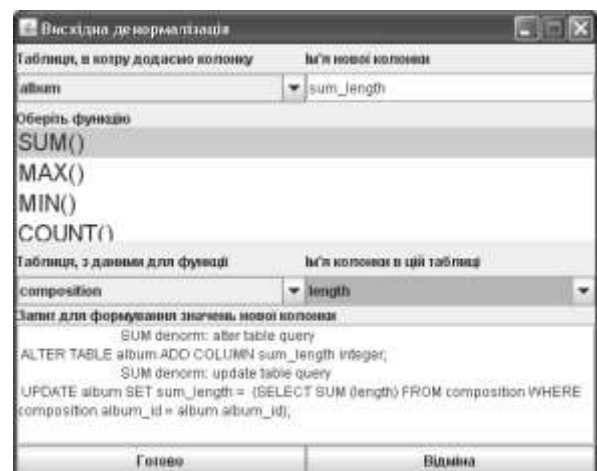 Висхідна денормалізація
Таблиця, в котру додаємо колонку
Ім'я нової колонки
album
sum_length
Оберіть функцію
SUM()
MAX()
MIN()
COUNT()
Таблиця, з даними для функції
Ім'я колонки в цій таблиці
composition
length
Запит для формування значень нової колонки
SUM denorm: alter table query
ALTER TABLE album ADD COLUMN sum_length integer;
SUM denorm: update table query
UPDATE album SET sum_length = (SELECT SUM (length) FROM composition WHERE
composition.album_id = album.album_id);
Готово
Відміна